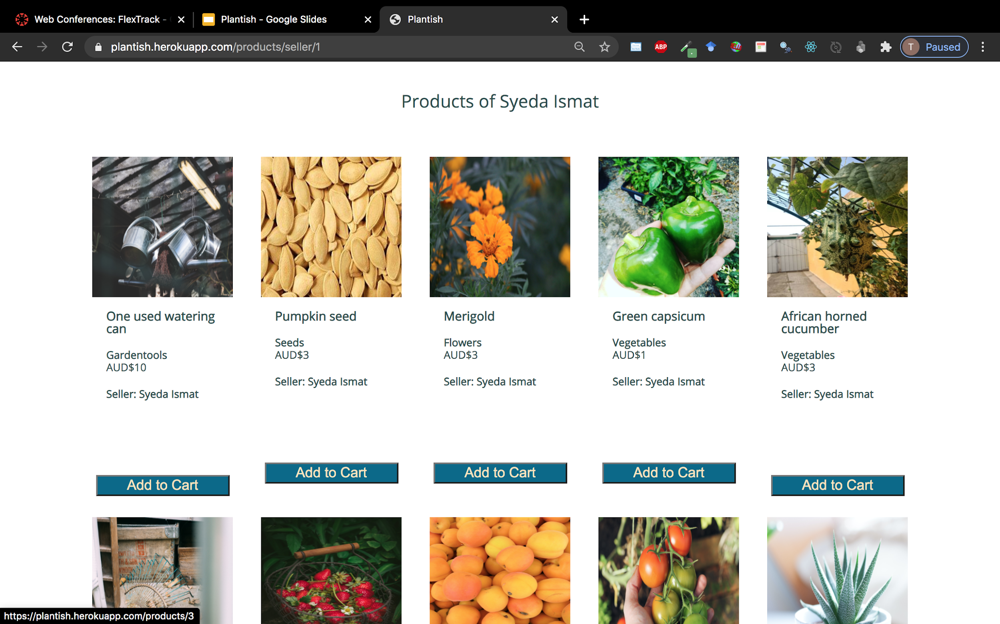 Web Conferences: FlexTrack -
Plantish - Google Slides
Plantish
plantish.herokuapp.com/products/seller/1
ABP
T
Paused
Products of Syeda Ismat
One used watering
can
Gardentools
AUD$10
Seller: Syeda Ismat
Add to Cart
Pumpkin seed
Seeds
AUD$3
Seller: Syeda Ismat
Add to Cart
Merigold
Flowers
AUD$3
Seller: Syeda Ismat
Add to Cart
Green capsicum
Vegetables
AUD$1
Seller: Syeda Ismat
Add to Cart
African horned
cucumber
Vegetables
AUD$3
Seller: Syeda Ismat
Add to Cart
https://plantish.herokuapp.com/products/3